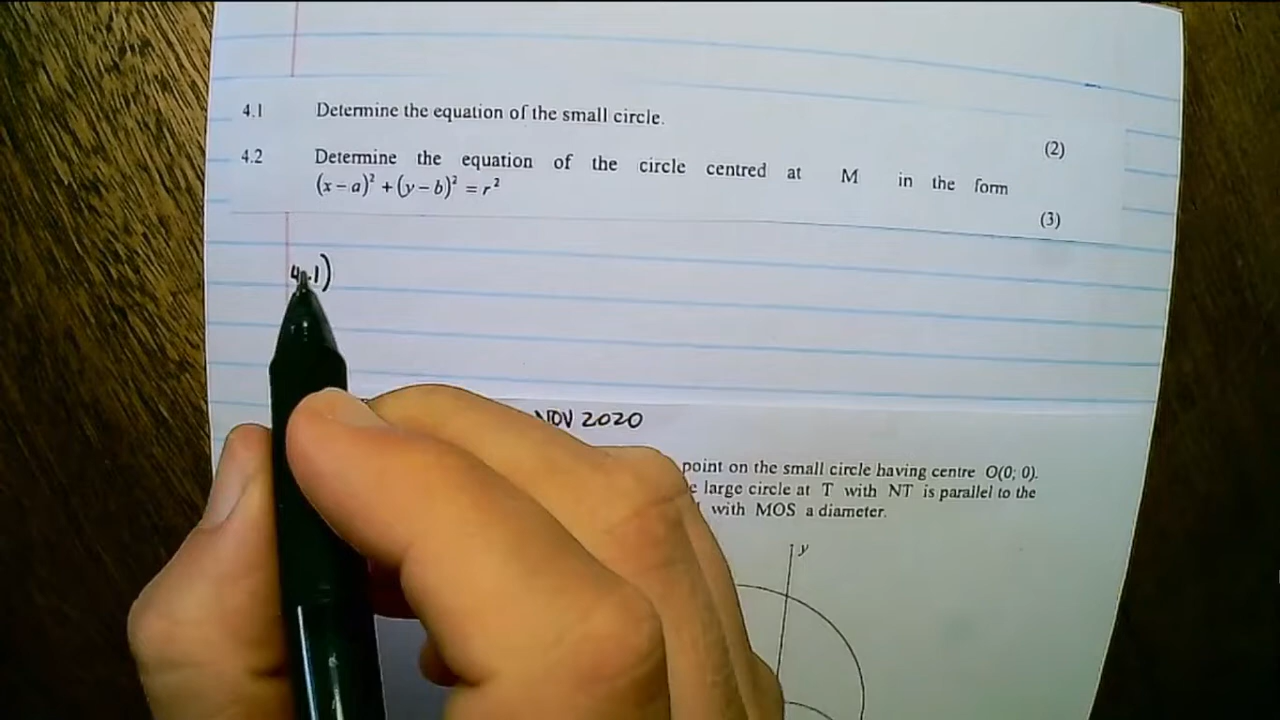 4.1 Determine the equation of the small circle.
(2)
4.2 Determine the equation of the circle centred at M in the form
(x − a)² + (y − b)² = r²
(3)
4.1)
NOV 2020
point on the small circle having centre O(0; 0).
large circle at T with NT is parallel to the
with MOS a diameter.
y